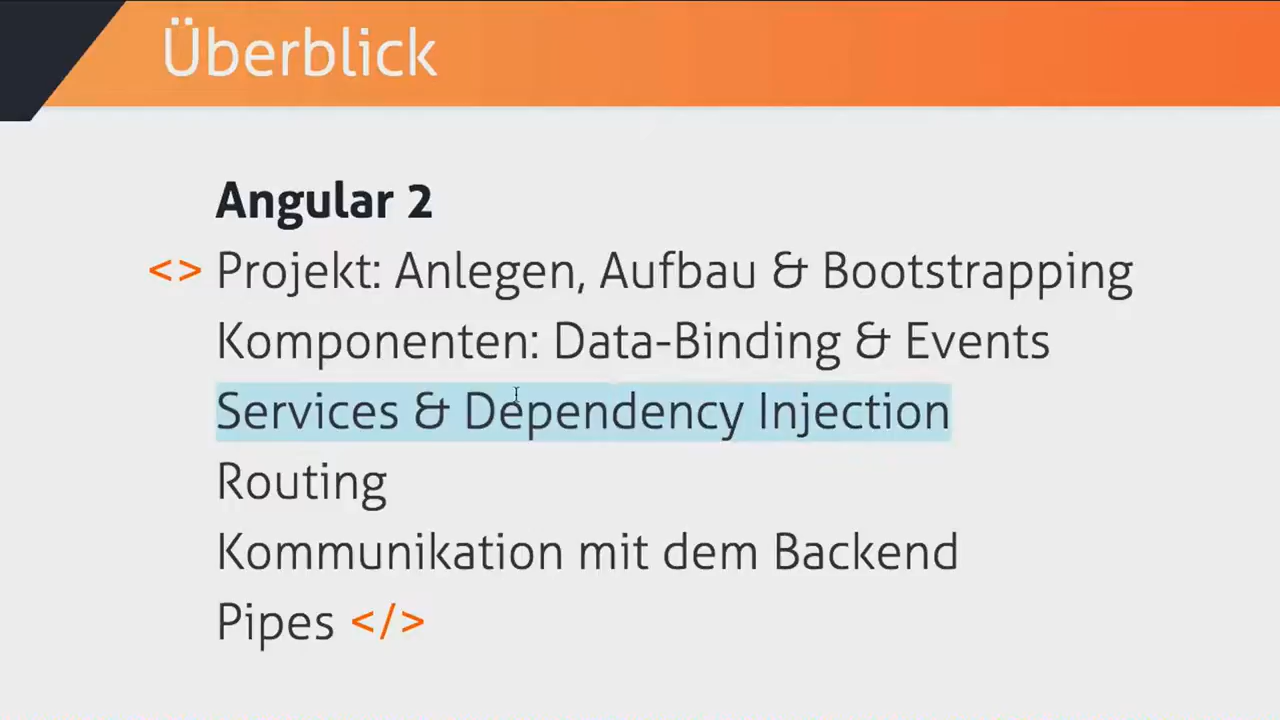 Überblick
Angular 2
<> Projekt: Anlegen, Aufbau & Bootstrapping
Komponenten: Data-Binding & Events
Services & Dependency Injection
Routing
Kommunikation mit dem Backend
Pipes </>